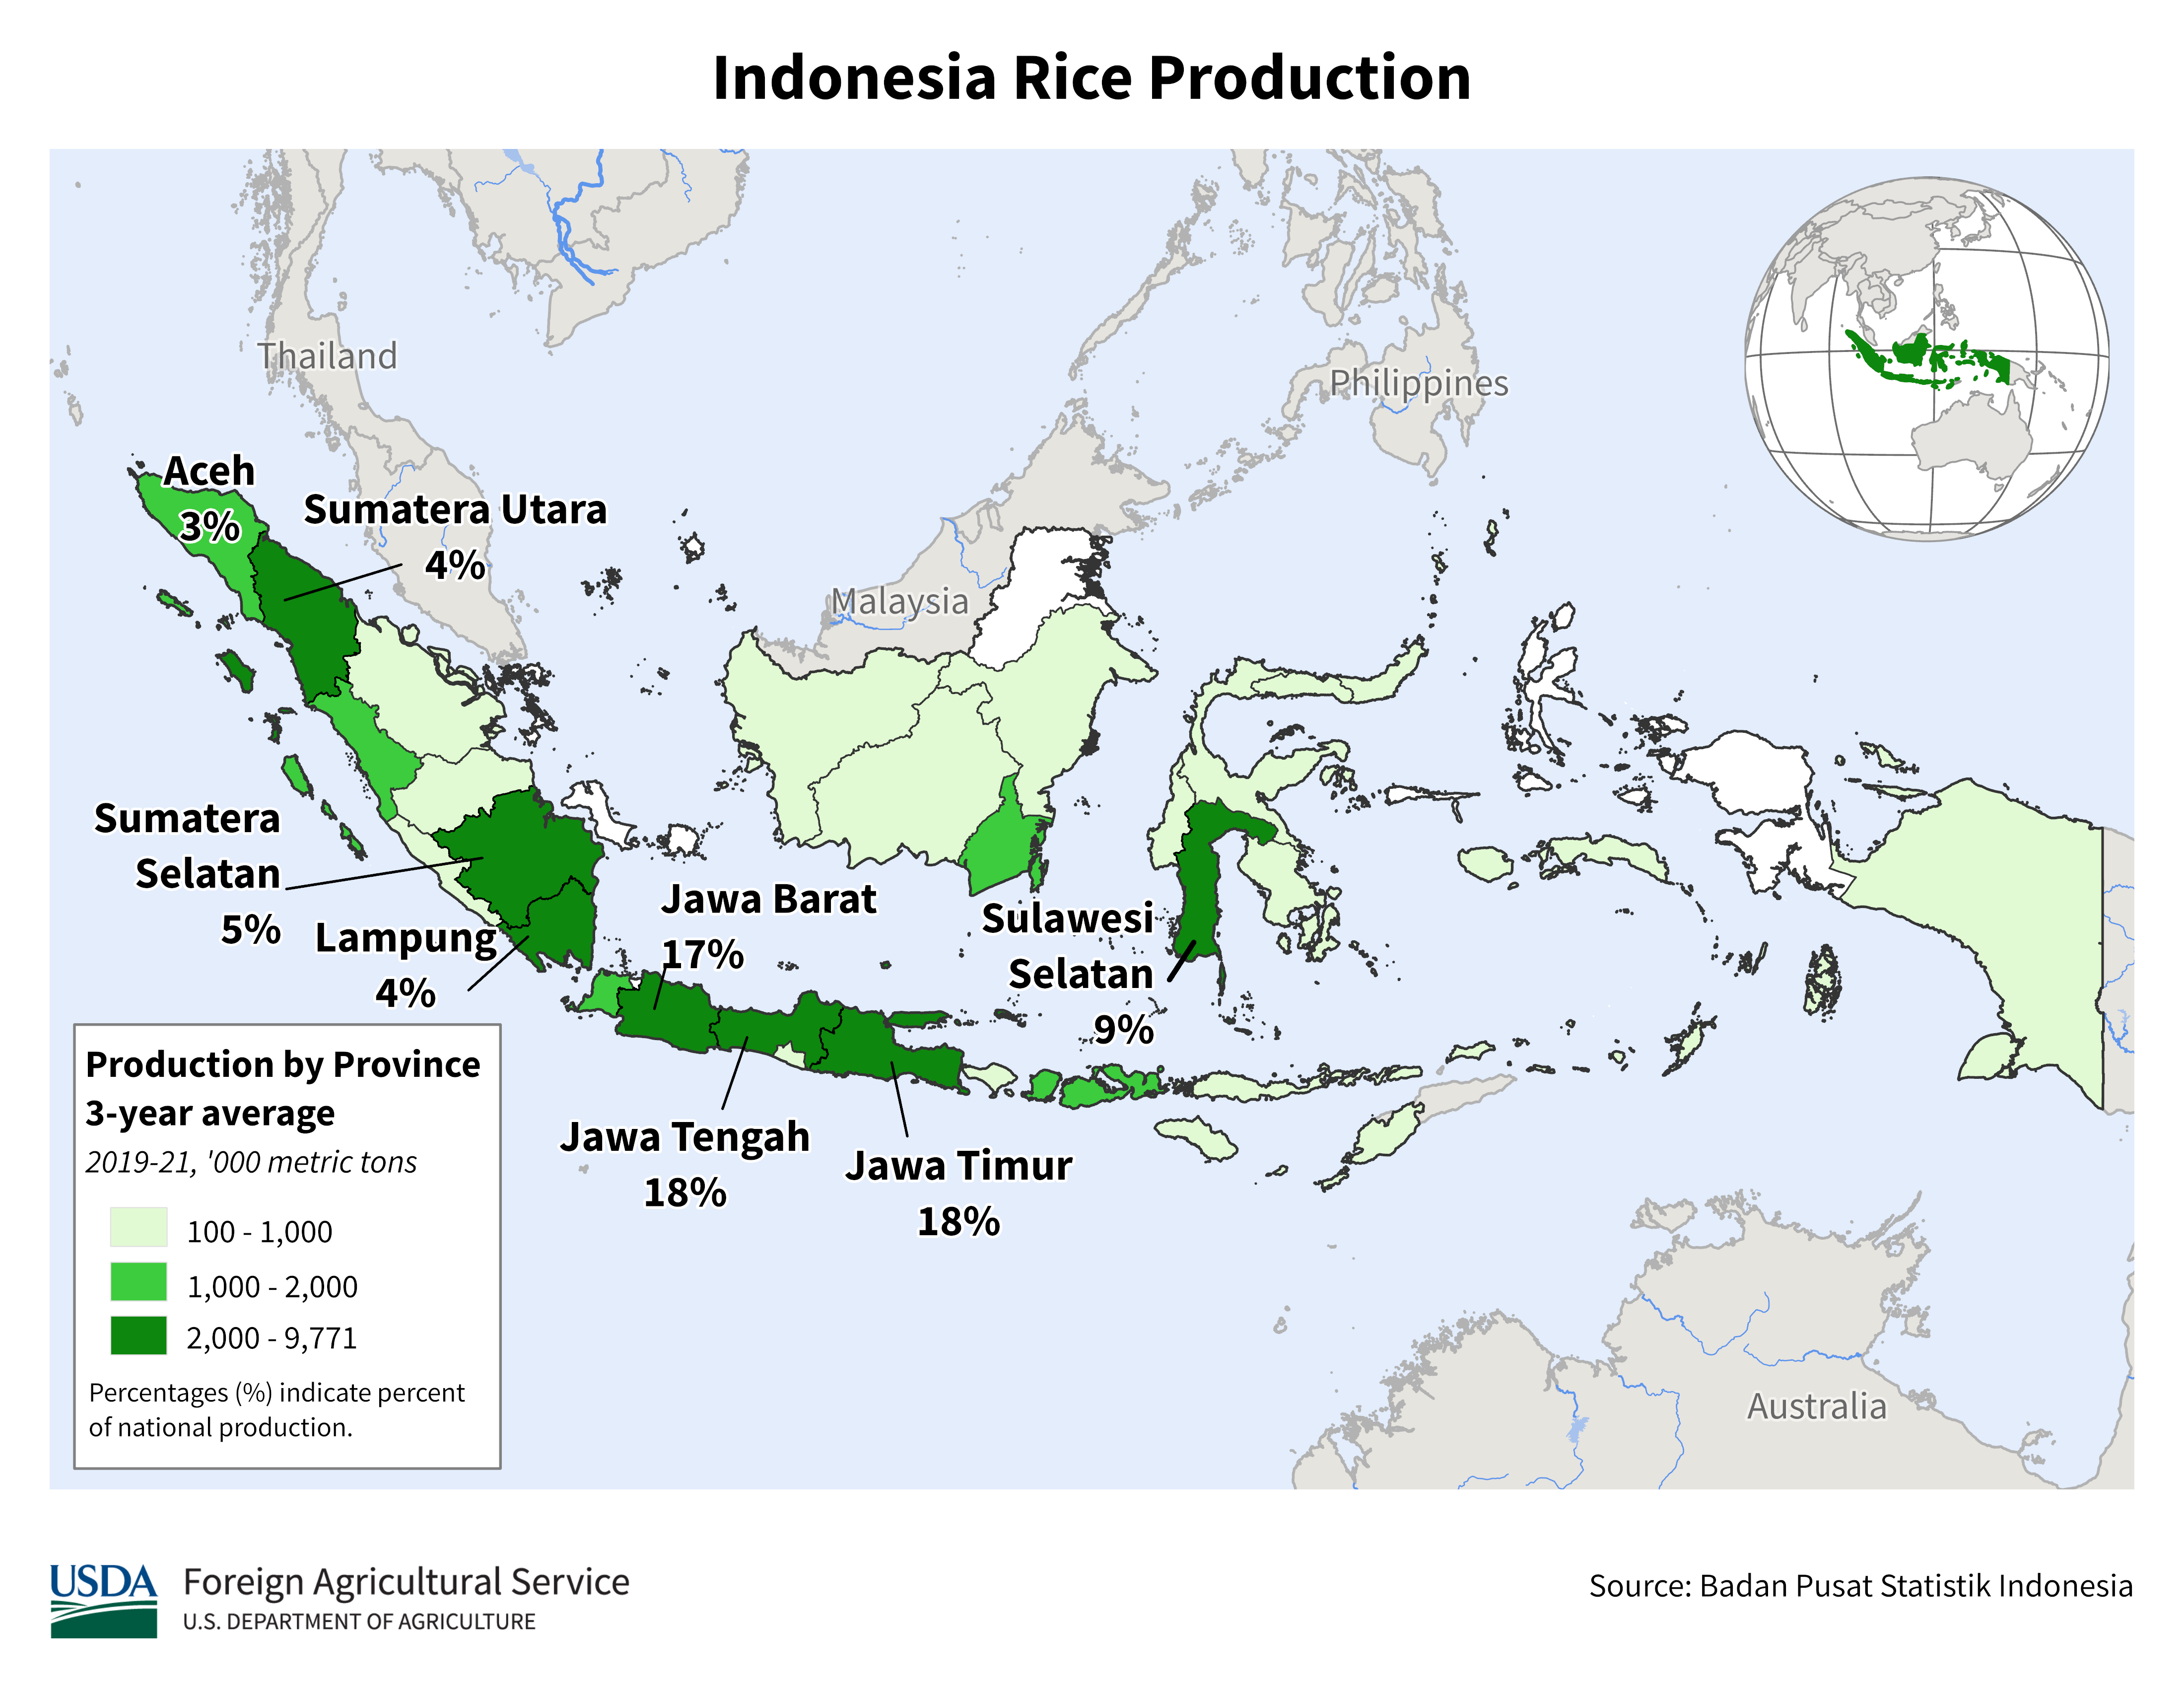 Indonesia Rice Production
Thailand
Philippines
Aceh
3%
Sumatera Utara
4%
Malaysia
Sumatera
Selatan
5%
Lampung
4%
Jawa Barat
17%
Sulawesi
Selatan
9%
Jawa Tengah
18%
Jawa Timur
18%
Production by Province
3-year average
2019-21, '000 metric tons
100 - 1,000
1,000 - 2,000
2,000 - 9,771
Percentages (%) indicate percent
of national production.
Australia
USDA
Foreign Agricultural Service
U.S. DEPARTMENT OF AGRICULTURE
Source: Badan Pusat Statistik Indonesia